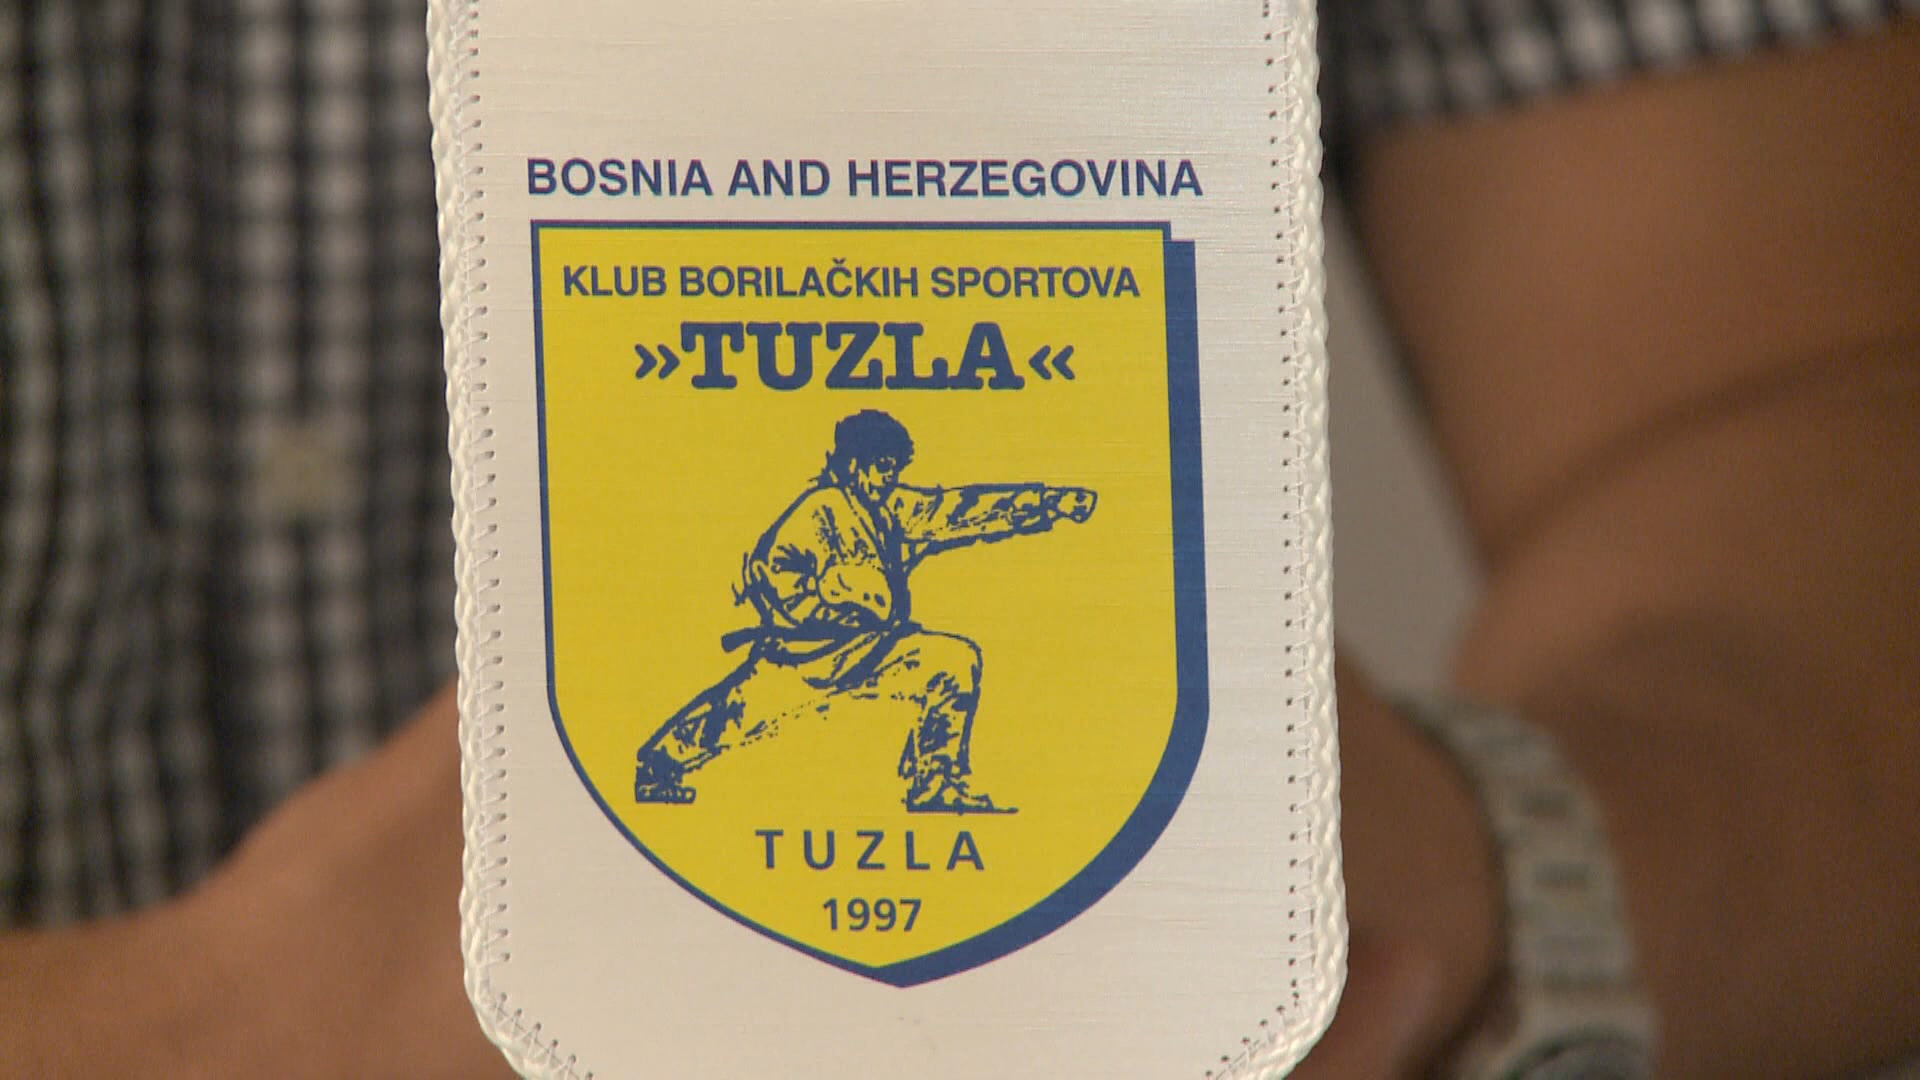 BOSNIA AND HERZEGOVINA
KLUB BORILAČKIH SPORTOVA
»TUZLA«
TUZLA
1997